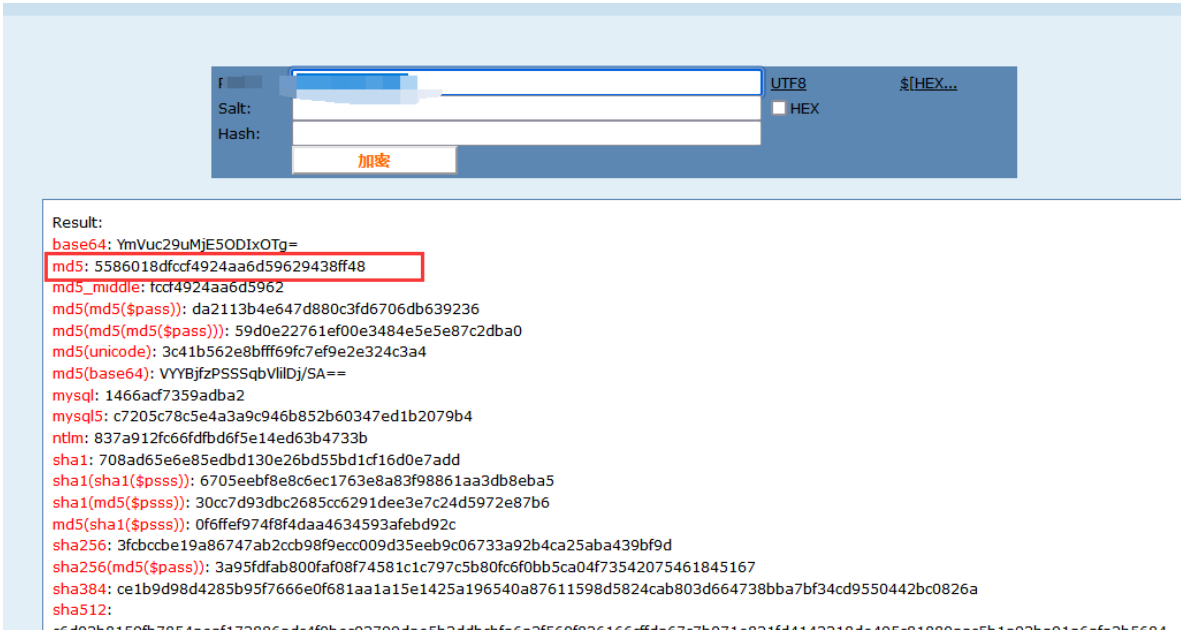 UTF8 $[HEX...
Salt: HEX
Hash:
加密
Result:
base64: YmVuc29uMjE5ODIxOTg=
md5: 5586018dfccf4924aa6d59629438ff48
md5_middle: fccf4924aa6d5962
md5(md5($pass)): da2113b4e647d880c3fd6706db639236
md5(md5(md5($pass))): 59d0e22761ef00e3484e5e5e87c2dba0
md5(unicode): 3c41b562e8bfff69fc7ef9e2e324c3a4
md5(base64): VYYBjfzPSSSqbVlilDj/SA==
mysql: 1466acf7359adba2
mysql5: c7205c78c5e4a3a9c946b852b60347ed1b2079b4
ntlm: 837a912fc66fdfbd6f5e14ed63b4733b
sha1: 708ad65e6e85edbd130e26bd55bd1cf16d0e7add
sha1(sha1($psss)): 6705eebf8e8c6ec1763e8a83f98861aa3db8eba5
sha1(md5($psss)): 30cc7d93dbc2685cc6291dee3e7c24d5972e87b6
md5(sha1($psss)): 0f6ffef974f8f4daa4634593afebd92c
sha256: 3fcbccbe19a86747ab2ccb98f9ecc009d35eeb9c06733a92b4ca25aba439bf9d
sha256(md5($pass)): 3a95fdfab800faf08f74581c1c797c5b80fc6f0bb5ca04f73542075461845167
sha384: ce1b9d98d4285b95f7666e0f681aa1a15e1425a196540a87611598d5824cab803d664738bba7bf34cd9550442bc0826a
sha512: